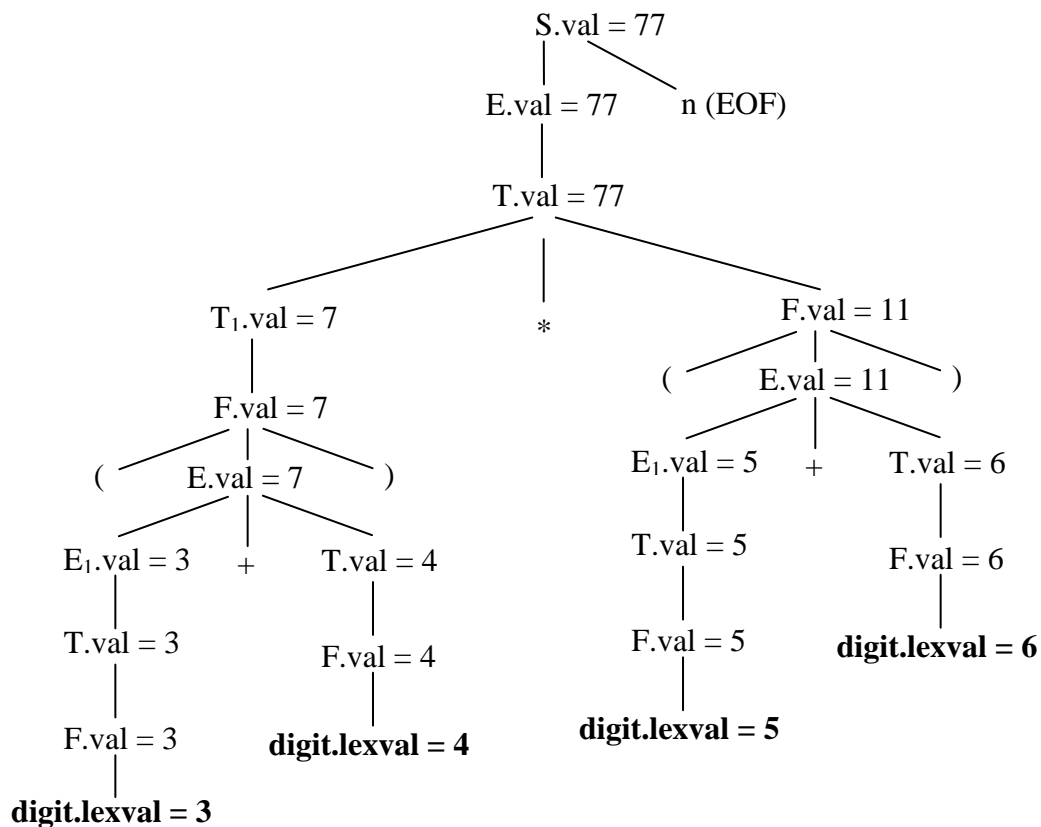 S.val = 77
E.val = 77 n (EOF)
T.val = 77
T₁.val = 7 * F.val = 11
( E.val = 11 )
F.val = 7
( E.val = 7 ) E₁.val = 5 + T.val = 6
E₁.val = 3 + T.val = 4 T.val = 5 F.val = 6
T.val = 3 F.val = 4 F.val = 5 digit.lexval = 6
F.val = 3 digit.lexval = 4 digit.lexval = 5
digit.lexval = 3